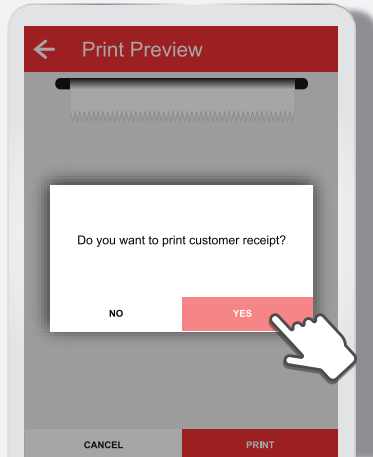 Print Preview
Do you want to print customer receipt?
NO YES
CANCEL PRINT